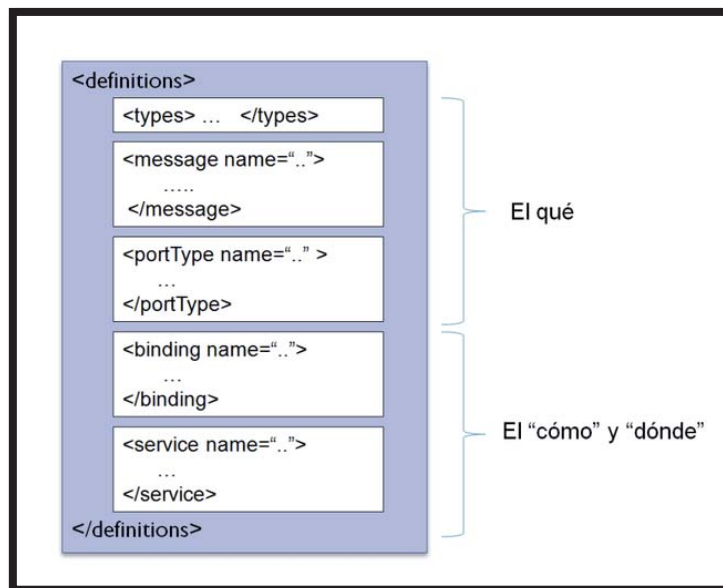 <definitions>
<types> … </types>
<message name=“..”>
…..
</message>
<portType name=“..” >
…
</portType>
El qué
<binding name=“..”>
…
</binding>
<service name=“..”>
…
</service>
El “cómo” y “dónde”
</definitions>